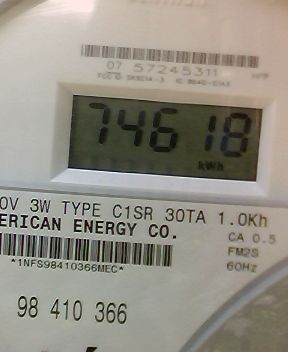 07 57245311
74618
kWh
0V 3W TYPE C1SR 30TA 1.0Kh
ERICAN ENERGY CO.
CA 0.5
FM2S
60Hz
*1NFS98410366MEC*
98 410 366